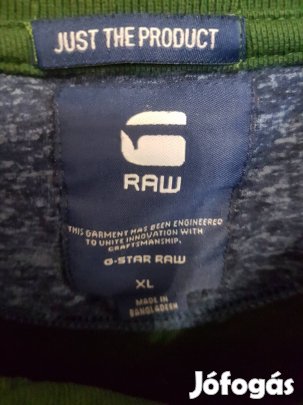 JUST THE PRODUCT
RAW
THIS GARMENT HAS BEEN ENGINEERED
TO UNITE INNOVATION WITH
CRAFTSMANSHIP.
G-STAR RAW
XL
MADE IN
BANGLADESH
Jófogás